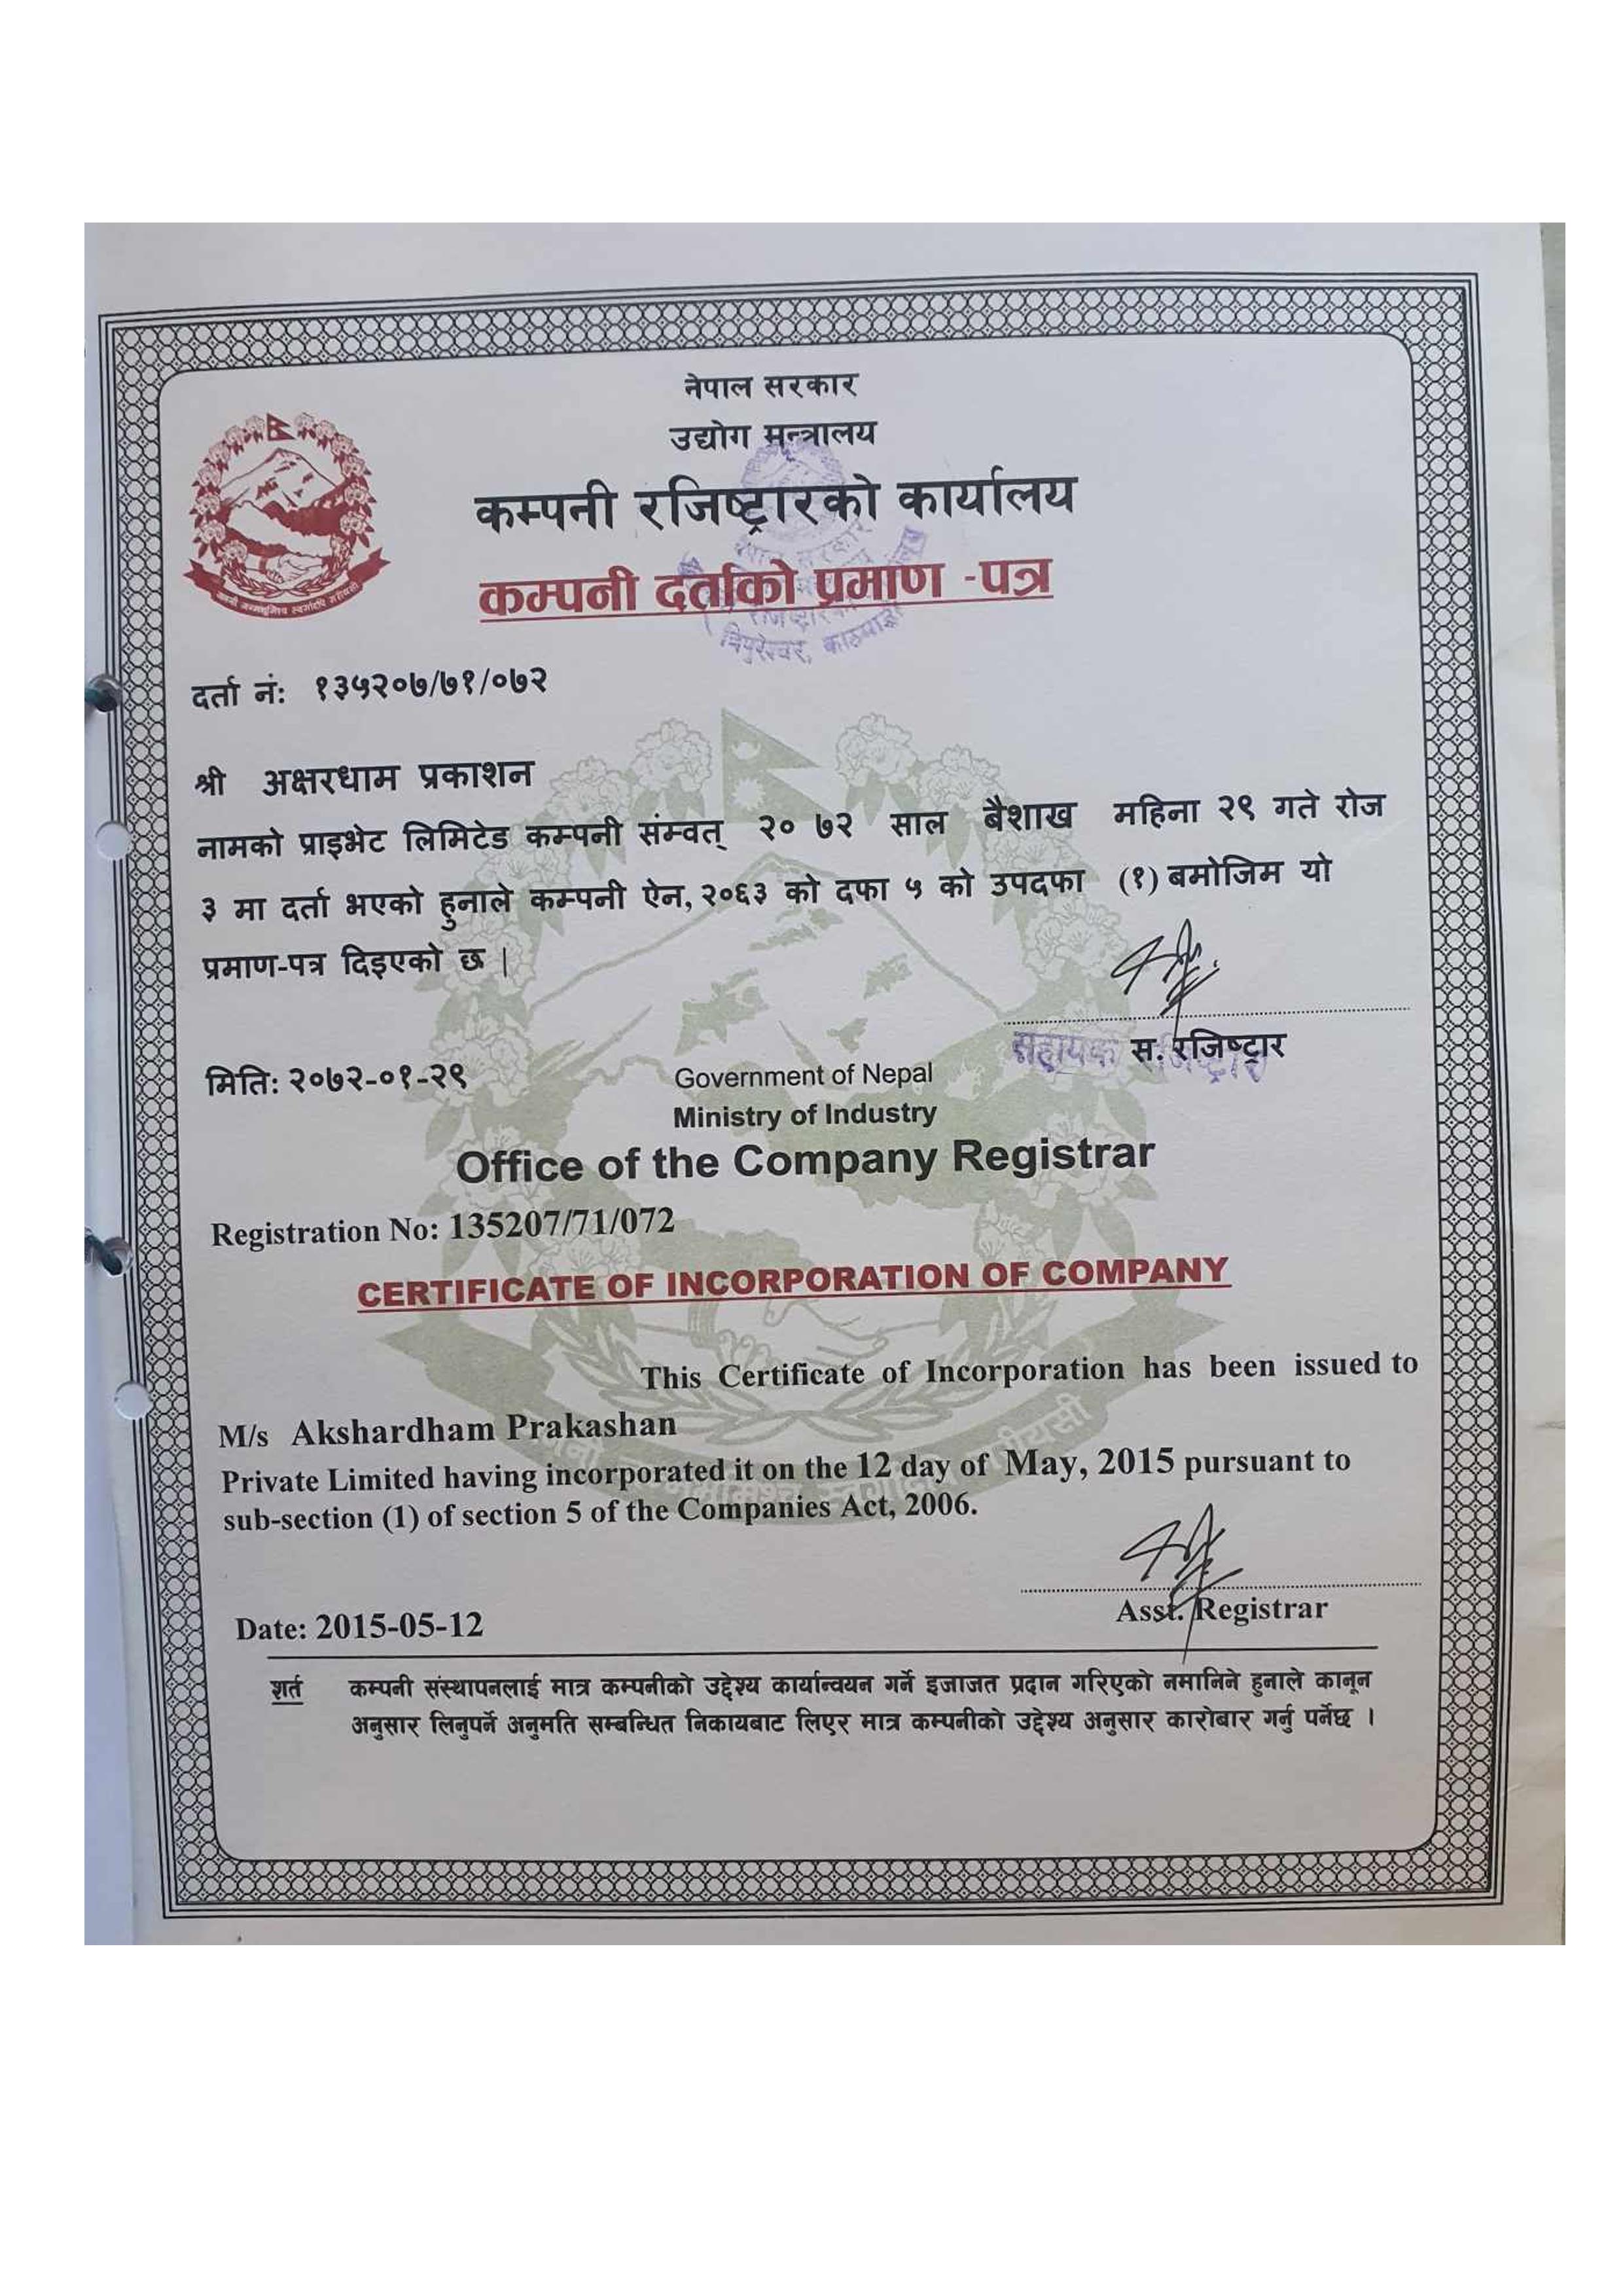 नेपाल सरकार
उद्योग मन्त्रालय
कम्पनी रजिष्ट्रारको कार्यालय
कम्पनी दर्ताको प्रमाण -पत्र
त्रिपुरेश्वर, काठमाडौं
दर्ता नं: १३५२०७/७१/०७२
श्री अक्षरधाम प्रकाशन
नामको प्राइभेट लिमिटेड कम्पनी संम्वत् २० ७२ साल बैशाख महिना २९ गते रोज
३ मा दर्ता भएको हुनाले कम्पनी ऐन, २०६३ को दफा ५ को उपदफा (१) बमोजिम यो
प्रमाण-पत्र दिइएको छ |
सहायक स. रजिष्ट्रार
मिति: २०७२-०१-२९
Government of Nepal
Ministry of Industry
Office of the Company Registrar
Registration No: 135207/71/072
CERTIFICATE OF INCORPORATION OF COMPANY
This Certificate of Incorporation has been issued to
M/s Akshardham Prakashan
Private Limited having incorporated it on the 12 day of May, 2015 pursuant to
sub-section (1) of section 5 of the Companies Act, 2006.
Asst. Registrar
Date: 2015-05-12
शर्त कम्पनी संस्थापनलाई मात्र कम्पनीको उद्देश्य कार्यान्वयन गर्ने इजाजत प्रदान गरिएको नमानिने हुनाले कानून
अनुसार लिनुपर्ने अनुमति सम्बन्धित निकायबाट लिएर मात्र कम्पनीको उद्देश्य अनुसार कारोबार गर्नु पर्नेछ ।